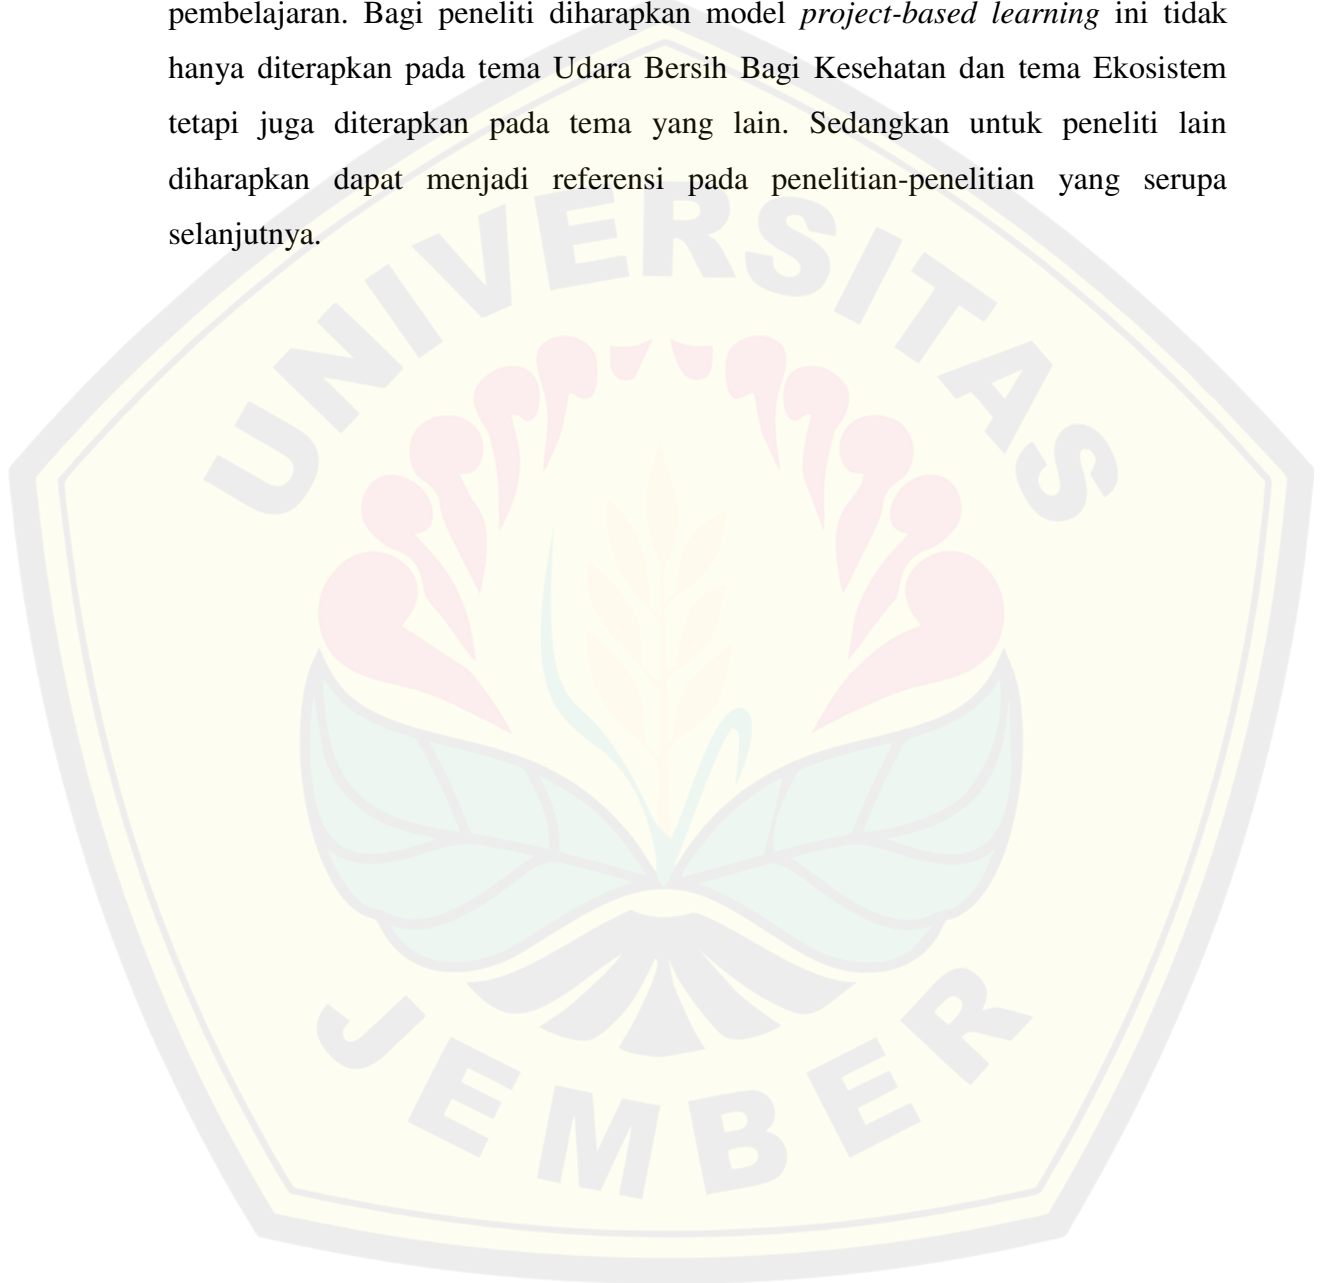 pembelajaran. Bagi peneliti diharapkan model project-based learning ini tidak
hanya diterapkan pada tema Udara Bersih Bagi Kesehatan dan tema Ekosistem
tetapi juga diterapkan pada tema yang lain. Sedangkan untuk peneliti lain
diharapkan dapat menjadi referensi pada penelitian-penelitian yang serupa
selanjutnya.
UNIVERSITAS
JEMBER